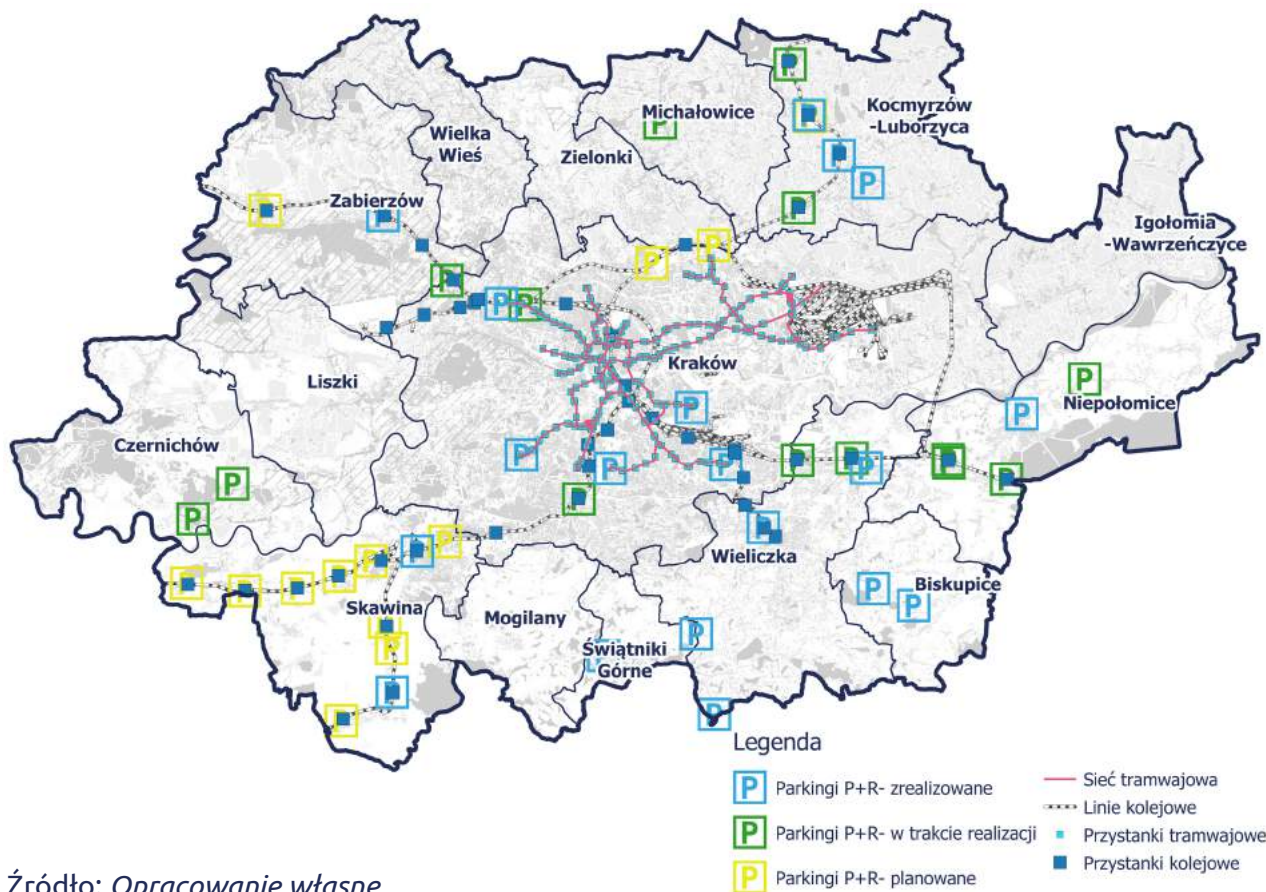 Michałowice
Kocmyrzów
-Luborzyca
Wielka
Wieś
Zielonki
Zabierzów
Igołomia
-Wawrzeńczyce
Kraków
Liszki
Niepołomice
Czernichów
Wieliczka
Biskupice
Skawina
Mogilany
Świątniki
Górne
Legenda
P Parkingi P+R- zrealizowane
P Parkingi P+R- w trakcie realizacji
P Parkingi P+R- planowane
Sieć tramwajowa
Linie kolejowe
Przystanki tramwajowe
Przystanki kolejowe
Źródło: Opracowanie własne